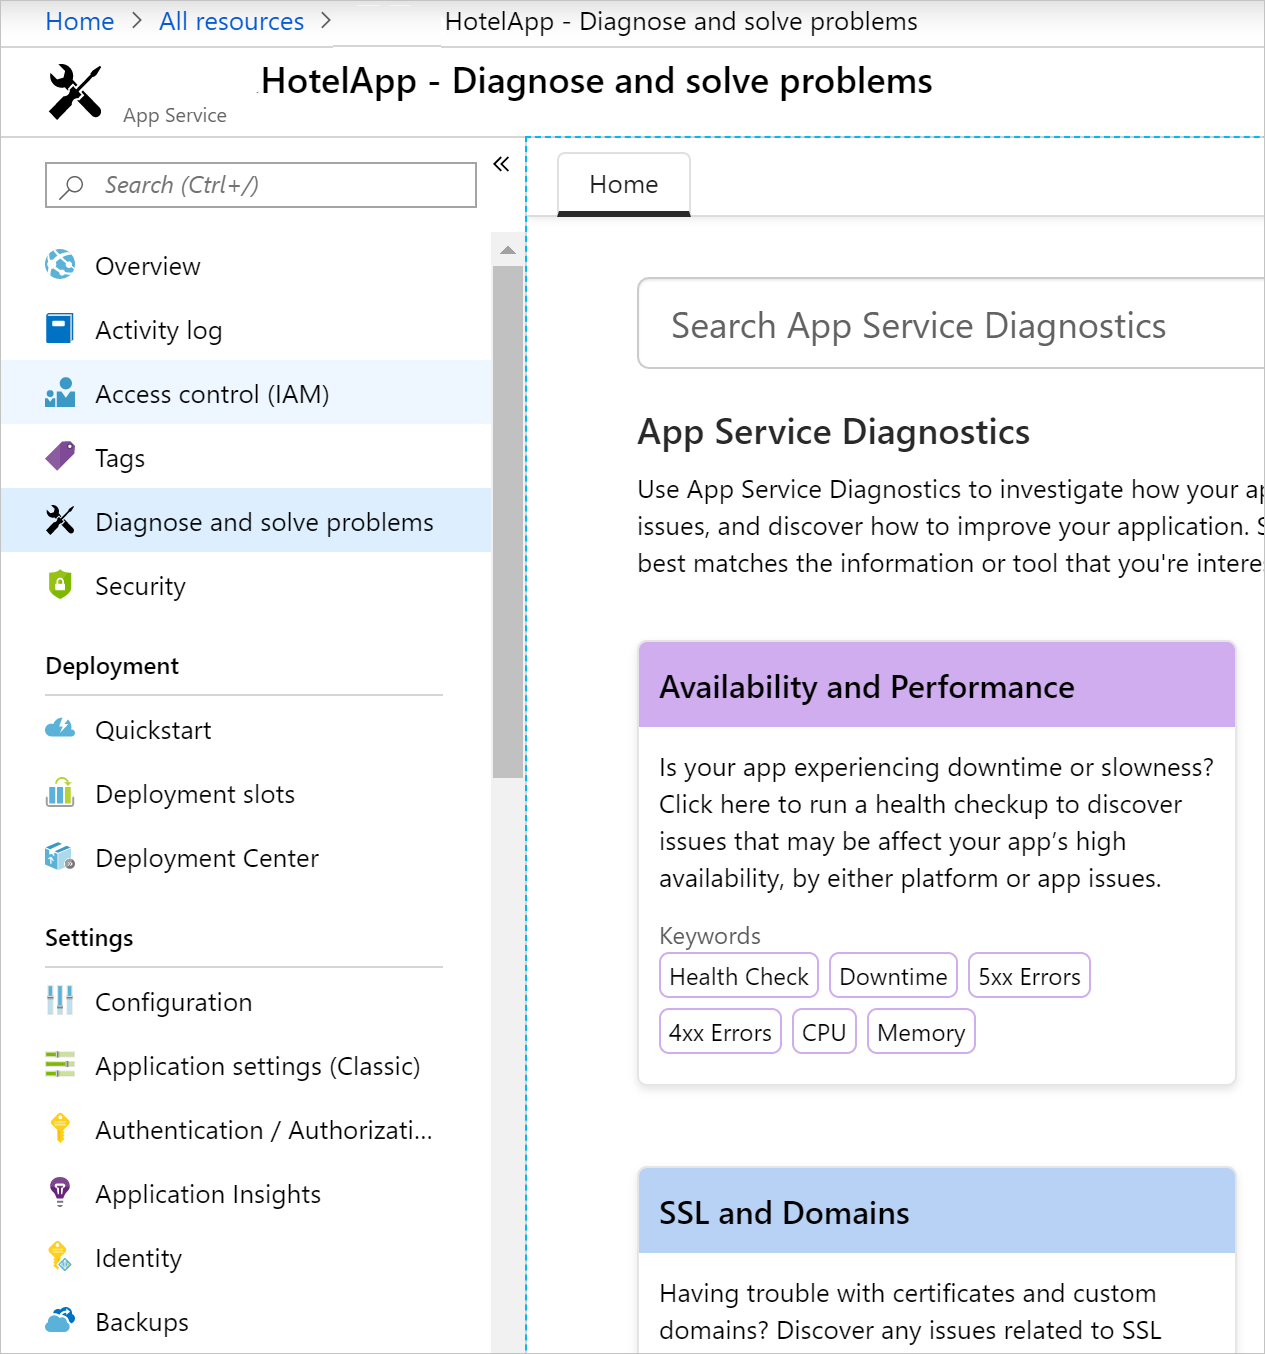 Home > All resources > HotelApp - Diagnose and solve problems
HotelApp - Diagnose and solve problems
App Service
Search (Ctrl+/)
Overview
Activity log
Access control (IAM)
Tags
Diagnose and solve problems
Security
Deployment
Quickstart
Deployment slots
Deployment Center
Settings
Configuration
Application settings (Classic)
Authentication / Authorizati...
Application Insights
Identity
Backups
Home
Search App Service Diagnostics
App Service Diagnostics
Use App Service Diagnostics to investigate how your
issues, and discover how to improve your application.
best matches the information or tool that you're
Availability and Performance
Is your app experiencing downtime or slowness?
Click here to run a health checkup to discover
issues that may be affect your app’s high
availability, by either platform or app issues.
Keywords
Health Check Downtime 5xx Errors
4xx Errors CPU Memory
SSL and Domains
Having trouble with certificates and custom
domains? Discover any issues related to SSL